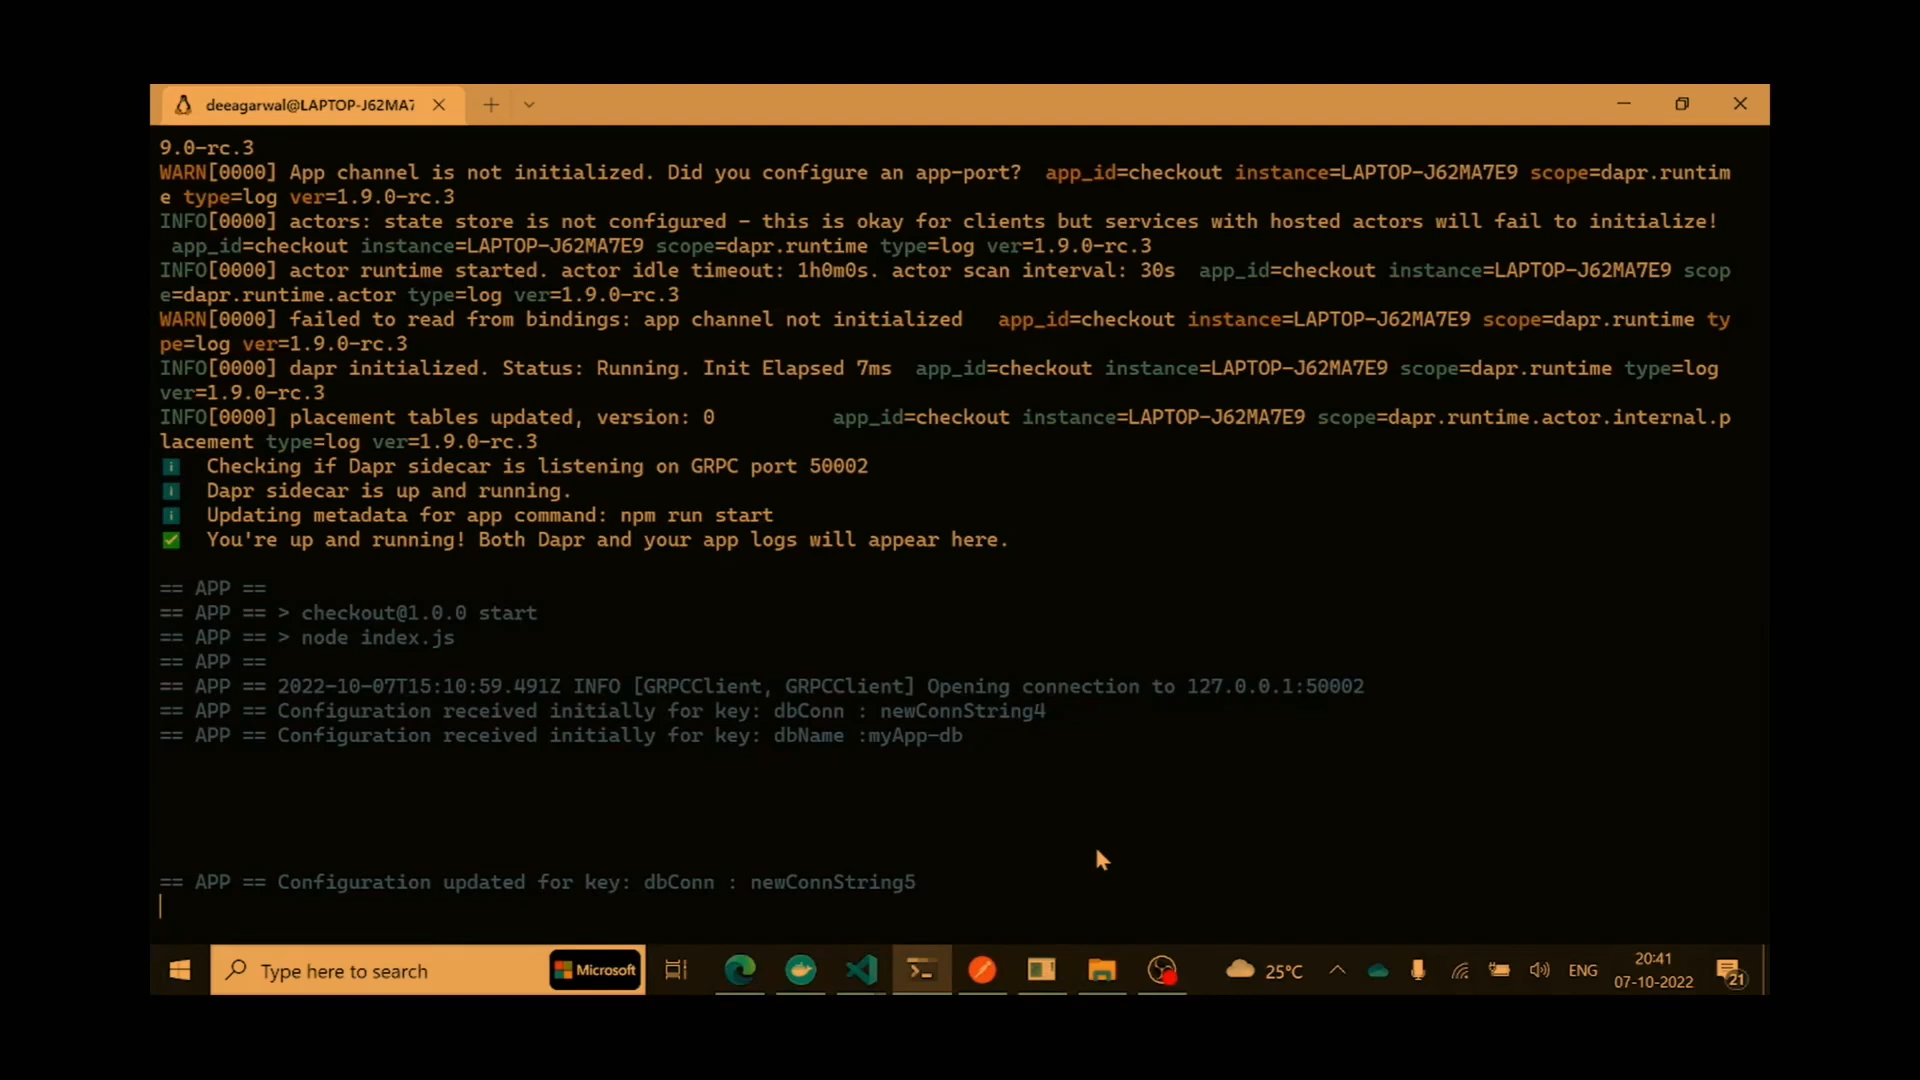 deeagarwal@LAPTOP-J62MA7
9.0-rc.3
WARN[0000] App channel is not initialized. Did you configure an app-port?  app_id=checkout instance=LAPTOP-J62MA7E9 scope=dapr.runtim
e type=log ver=1.9.0-rc.3
INFO[0000] actors: state store is not configured - this is okay for clients but services with hosted actors will fail to initialize!
app_id=checkout instance=LAPTOP-J62MA7E9 scope=dapr.runtime type=log ver=1.9.0-rc.3
INFO[0000] actor runtime started. actor idle timeout: 1h0m0s. actor scan interval: 30s  app_id=checkout instance=LAPTOP-J62MA7E9 scop
e=dapr.runtime.actor type=log ver=1.9.0-rc.3
WARN[0000] failed to read from bindings: app channel not initialized   app_id=checkout instance=LAPTOP-J62MA7E9 scope=dapr.runtime ty
pe=log ver=1.9.0-rc.3
INFO[0000] dapr initialized. Status: Running. Init Elapsed 7ms  app_id=checkout instance=LAPTOP-J62MA7E9 scope=dapr.runtime type=log
ver=1.9.0-rc.3
INFO[0000] placement tables updated, version: 0          app_id=checkout instance=LAPTOP-J62MA7E9 scope=dapr.runtime.actor.internal.p
lacement type=log ver=1.9.0-rc.3
i  Checking if Dapr sidecar is listening on GRPC port 50002
i  Dapr sidecar is up and running.
i  Updating metadata for app command: npm run start
✓  You're up and running! Both Dapr and your app logs will appear here.
== APP ==
== APP == > checkout@1.0.0 start
== APP == > node index.js
== APP ==
== APP == 2022-10-07T15:10:59.491Z INFO [GRPCClient, GRPCClient] Opening connection to 127.0.0.1:50002
== APP == Configuration received initially for key: dbConn : newConnString4
== APP == Configuration received initially for key: dbName :myApp-db
== APP == Configuration updated for key: dbConn : newConnString5
Type here to search
Microsoft
25°C
ENG
20:41
07-10-2022
21